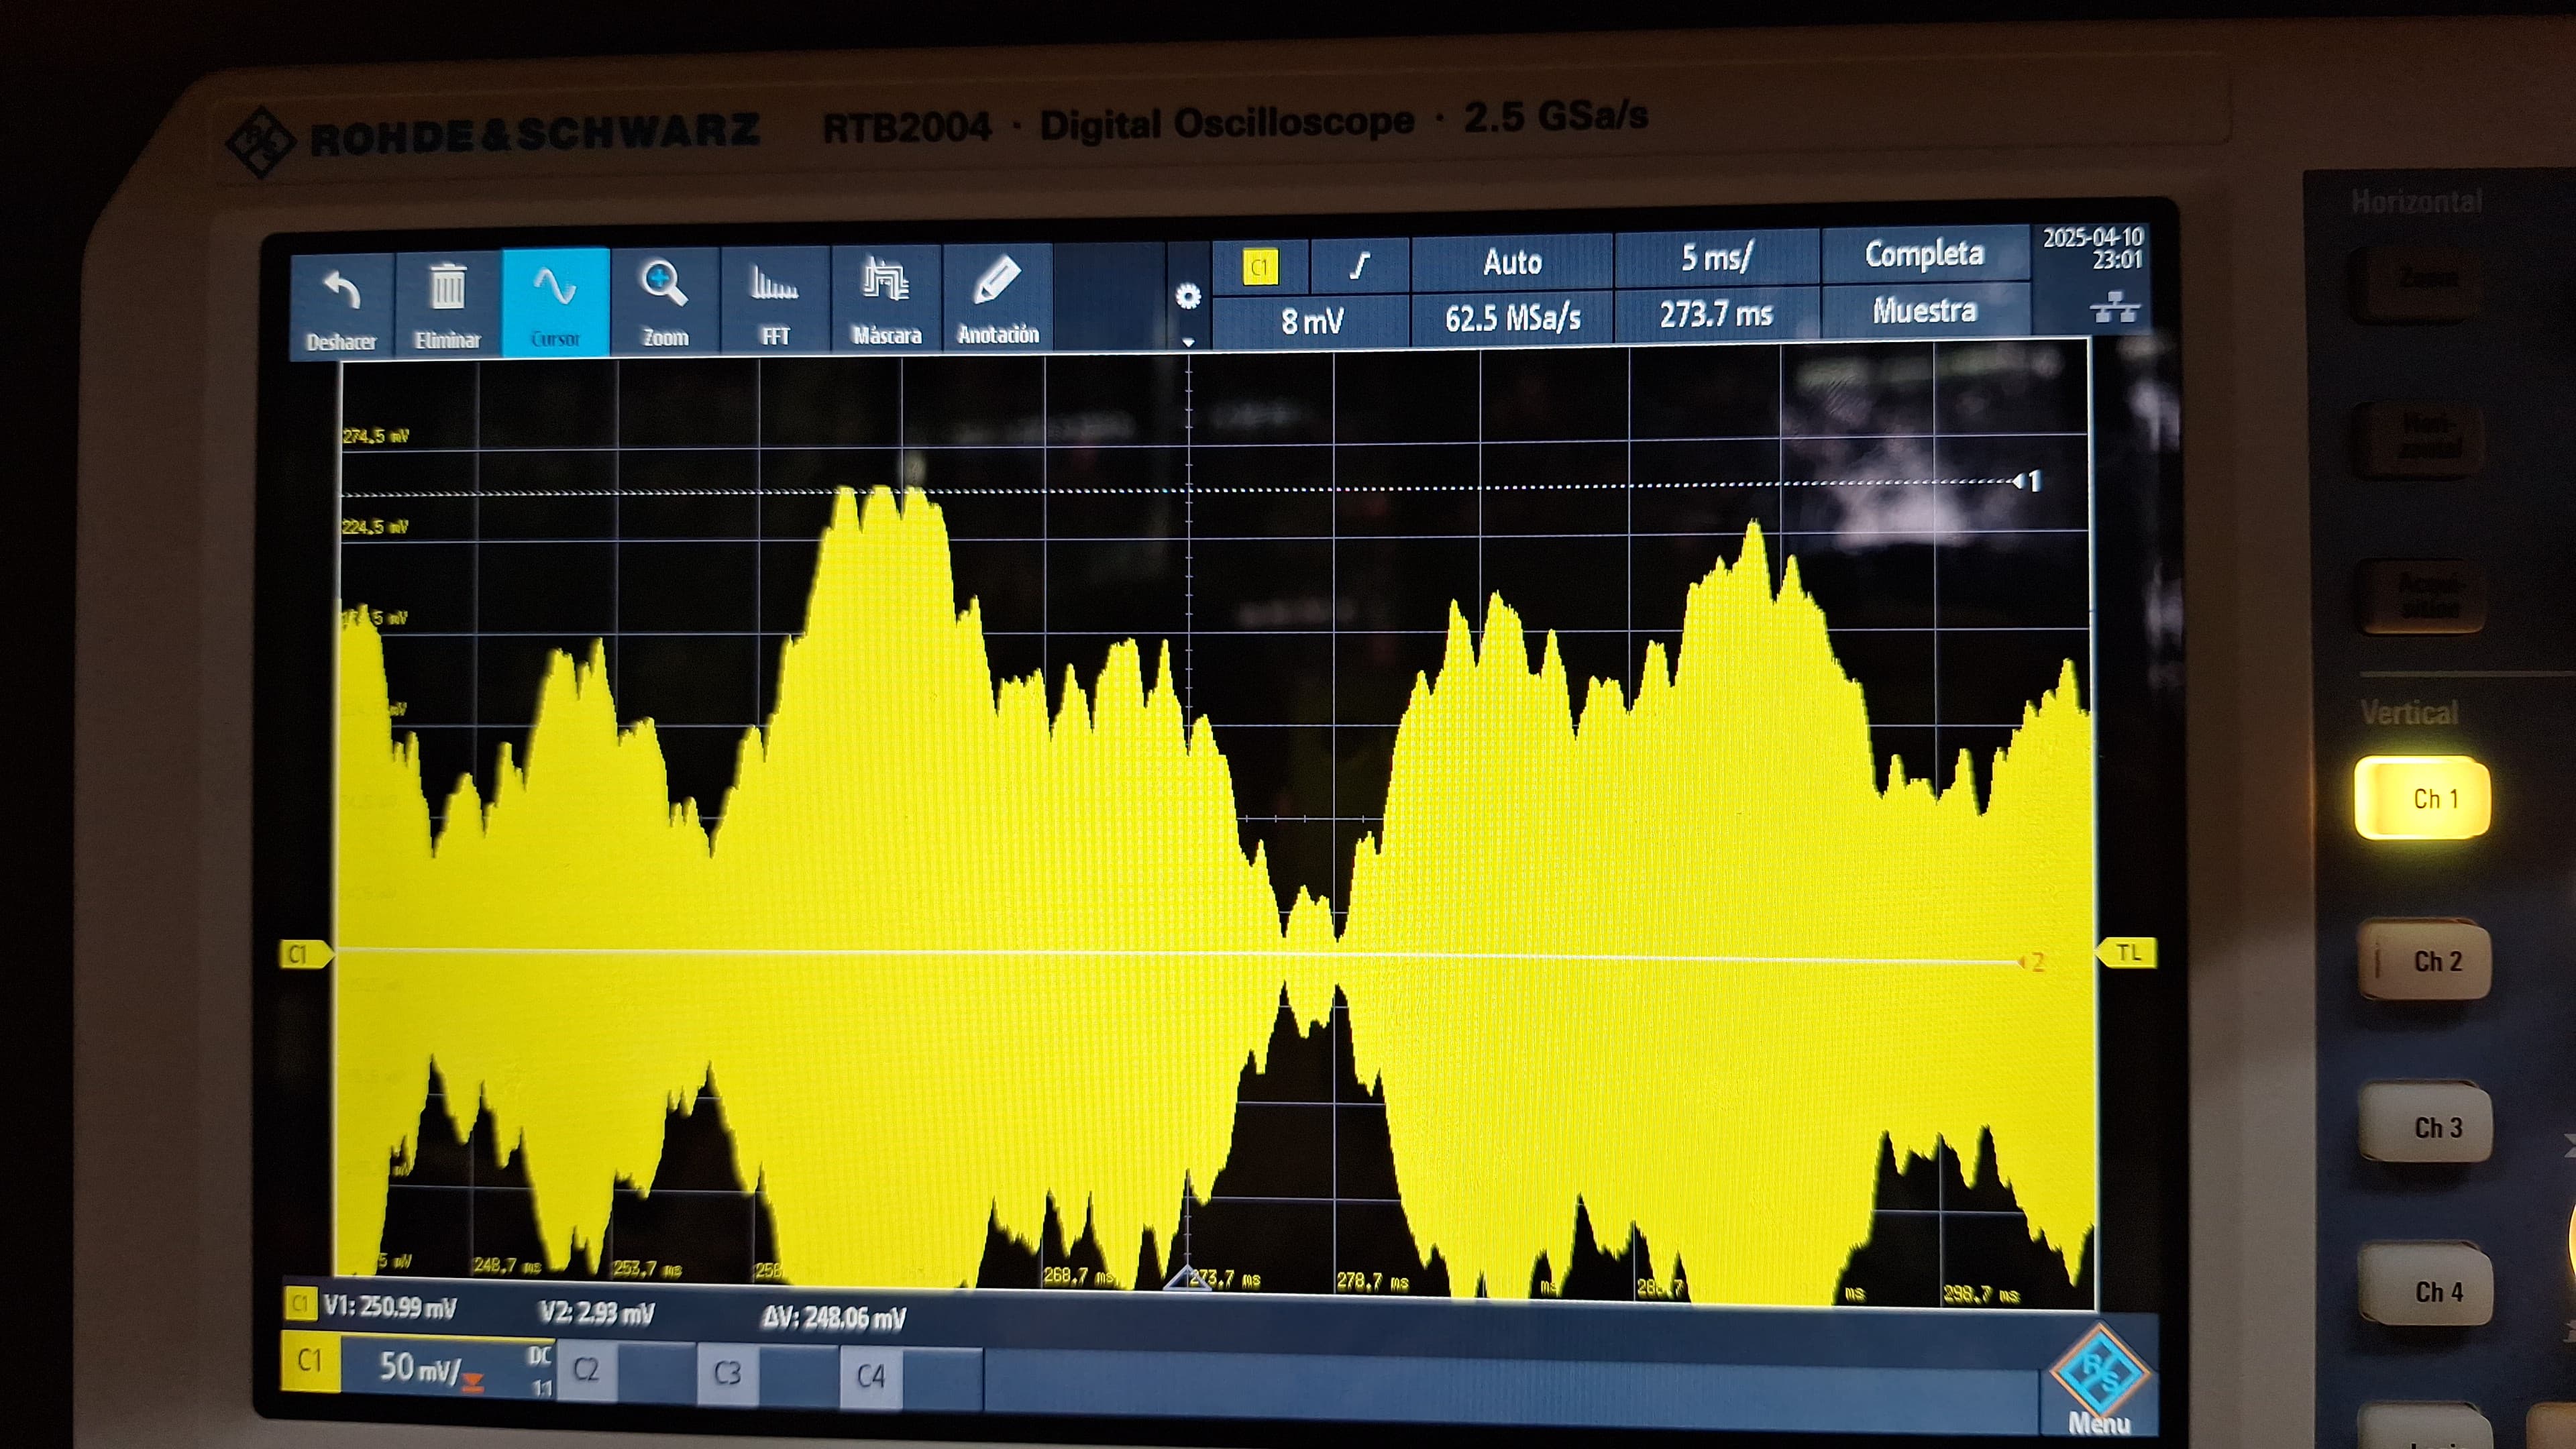 ROHDE&SCHWARZ RTB2004 · Digital Oscilloscope · 2.5 GSa/s
Horizontal
Deshacer
Eliminar
Cursor
Zoom
FFT
Máscara
Anotación
C1
Auto
5 ms/
Completa
2025-04-10
23:01
8 mV
62.5 MSa/s
273.7 ms
Muestra
274.5 mV
1
224.5 mV
5 mV
mV
Vertical
Ch 1
C1
2
TL
Ch 2
Ch 3
mV
5 mV
248.7 ms
253.7 ms
258
268.7 ms
273.7 ms
278.7 ms
ms
ms
298.7 ms
Ch 4
C1 V1: 250.99 mV V2: 2.93 mV ΔV: 248.06 mV
C1 50 mV/ DC
1:1
C2
C3
C4
R S
Menu